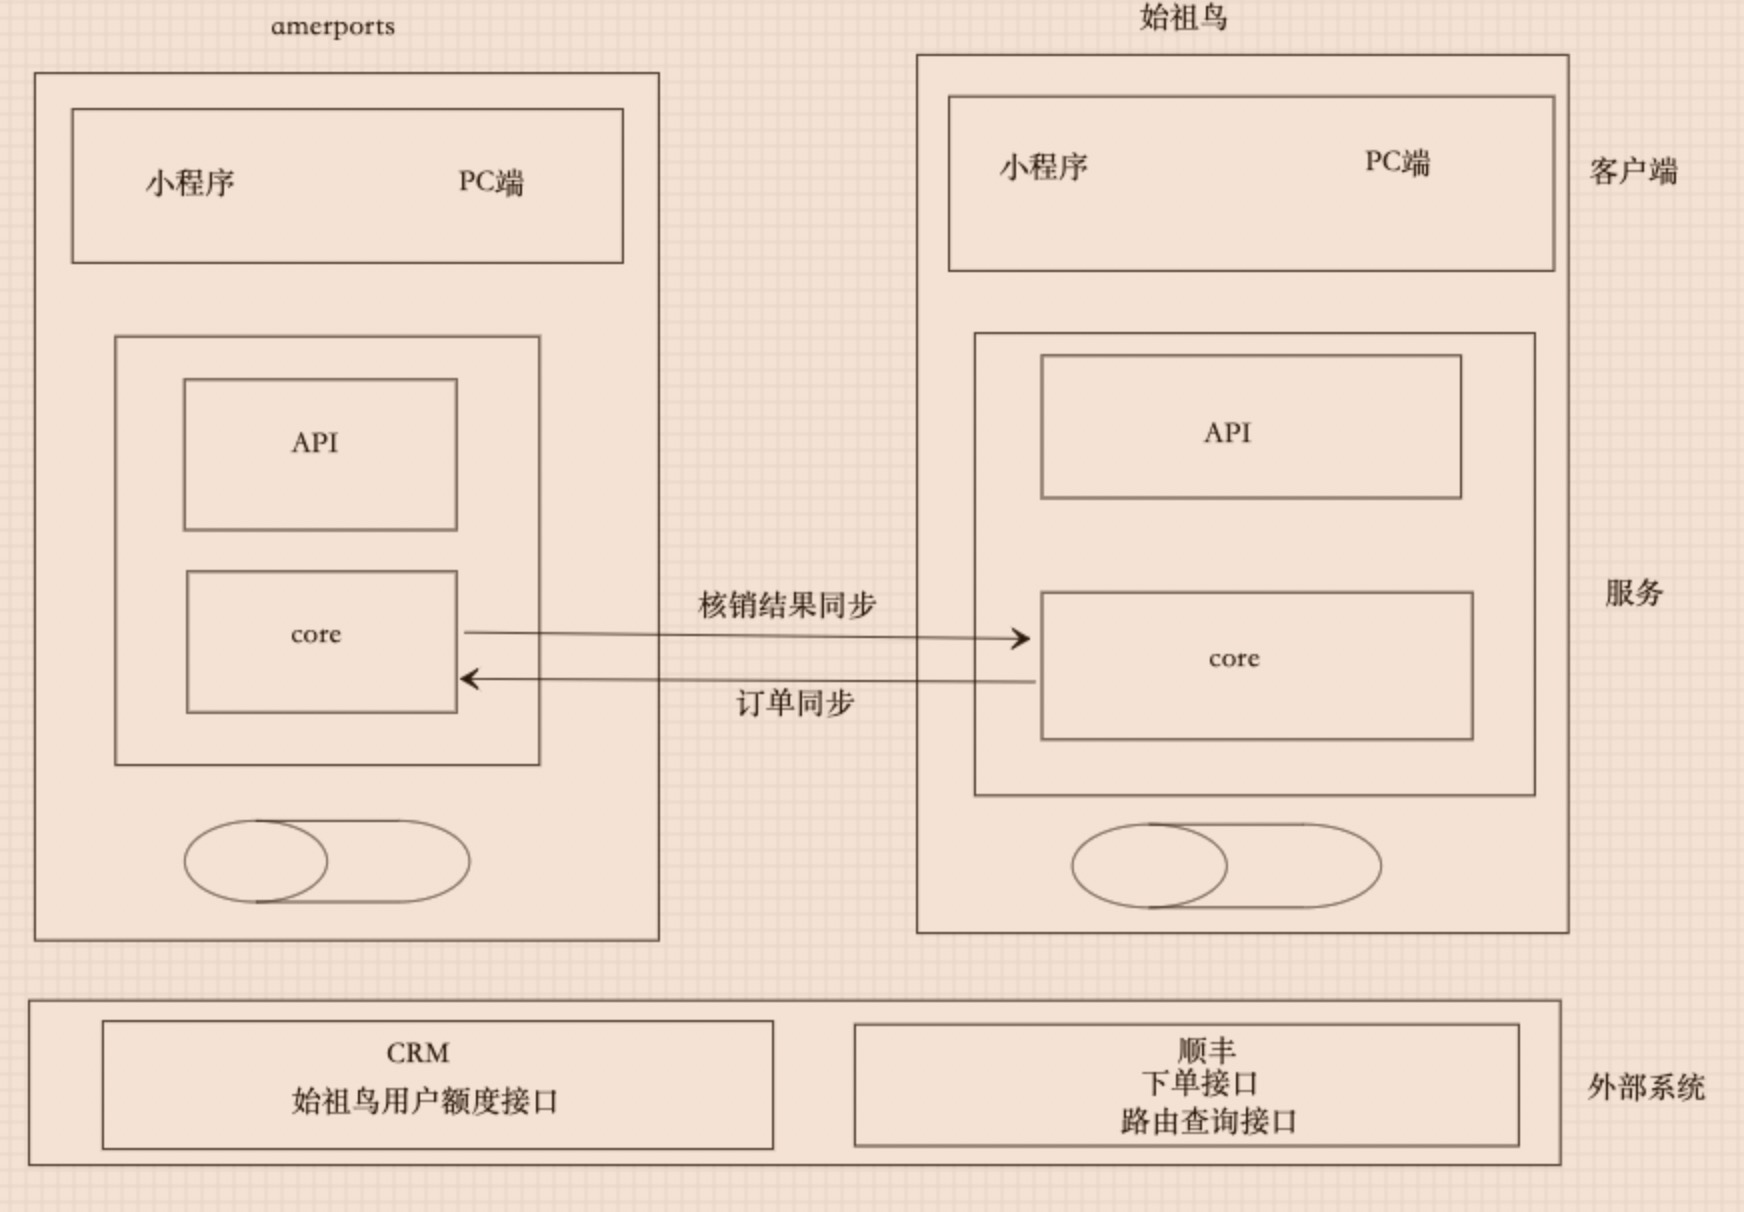 amerports
始祖鸟
小程序
PC端
小程序
PC端
客户端
API
API
core
核销结果同步
订单同步
core
服务
CRM
始祖鸟用户额度接口
顺丰
下单接口
路由查询接口
外部系统